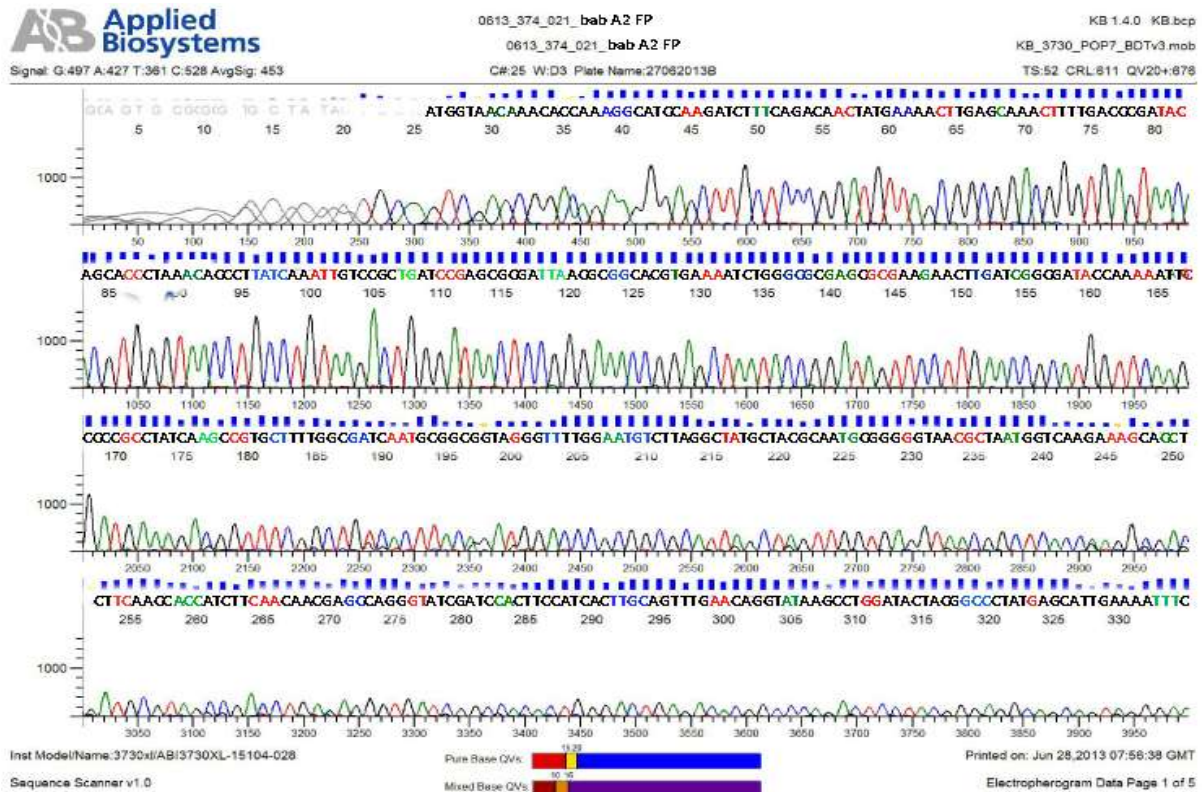 AB Applied Biosystems
0613_374_021_bab A2 FP
0613_374_021_bab A2 FP
KB 1.4.0 KB.bcp
KB_3730_POP7_BDTv3.mob
Signal: G:497 A:427 T:361 C:528 AvgSig: 453
C#:25 W:D3 Plate Name:27062013B
TS:52 CRL:611 QV20+:678
ATGGTAACAAACACCAAAGGCATGCAAGATCTTTCAGACAACTATGAAAACTTGAGCAAACTTTTGACCCGATAC
5 10 15 20 25 30 35 40 45 50 55 60 65 70 75 80
1000
50 100 150 200 250 300 350 400 450 500 550 600 650 700 750 800 850 900 950
AGCACCCTAAACACCCTTATCAAATTGTCCGCTGATCCGAGCGCGATTAACGCGGCACGTGAAAATCTGGGCGCGAGCGCGAAGAACTTGATCGGCGATACCAAAAA
85 90 95 100 105 110 115 120 125 130 135 140 145 150 155 160 165
1000
1050 1100 1150 1200 1250 1300 1350 1400 1450 1500 1550 1600 1650 1700 1750 1800 1850 1900 1950
CCCCGCCTATCAAGCCGTGCTTTTGGCGATCAATGCGGCGGTAGGGTTTTGGAATGTCTTAGGCTATGCTACGCAATGCGGGGGTAACGCTAATGGTCAAGAAAGCACCT
170 175 180 185 190 195 200 205 210 215 220 225 230 235 240 245 250
1000
2050 2100 2150 2200 2250 2300 2350 2400 2450 2500 2550 2600 2650 2700 2750 2800 2850 2900 2950
CTTCAAGCACCATCTTCAACAACGAGCCAGGGTATCGATCCACTTCCATCACTTGCAGTTTGAACAGGTATAAGCCTGGATACTACGGCCCTATGAGCATTGAAAAATTTC
255 260 265 270 275 280 285 290 295 300 305 310 315 320 325 330
1000
3050 3100 3150 3200 3250 3300 3350 3400 3450 3500 3550 3600 3650 3700 3750 3800 3850 3900 3950
Inst Model/Name:3730xl/ABI3730XL-15104-028
Pure Base QVs:
Printed on: Jun 28,2013 07:56:38 GMT
Sequence Scanner v1.0
Mixed Base QVs:
Electropherogram Data Page 1 of 5